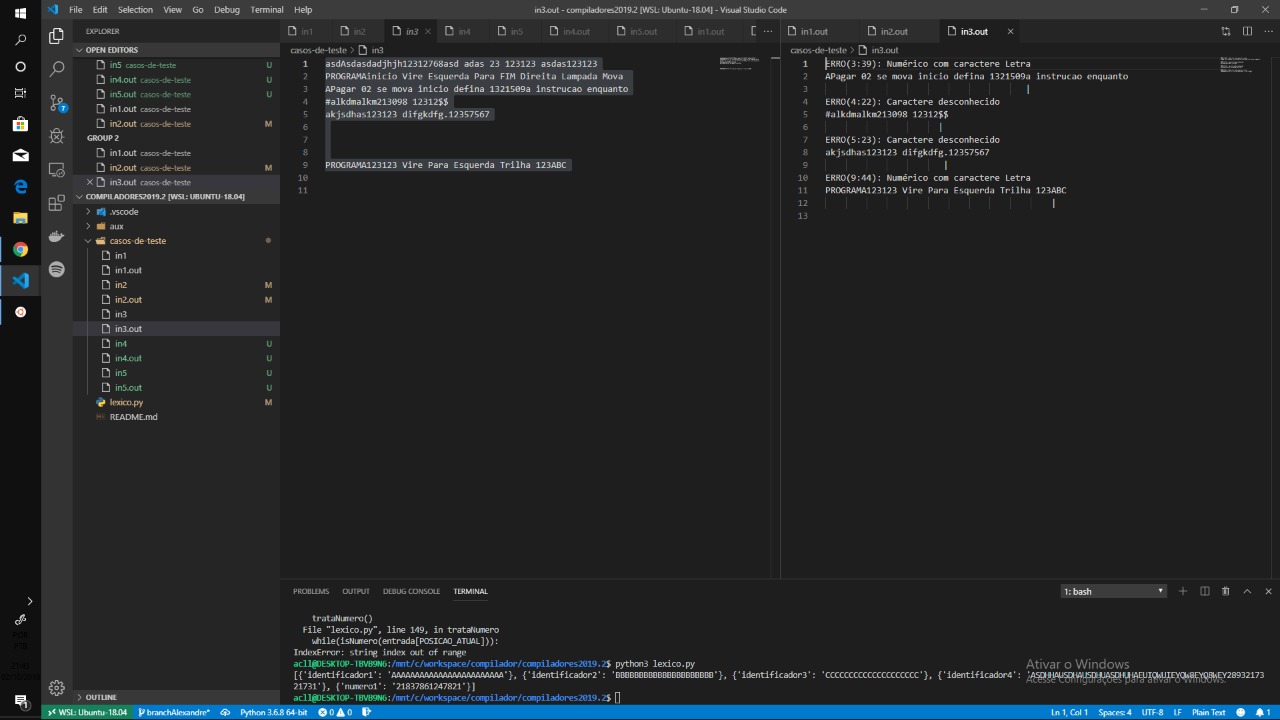 File Edit Selection View Go Debug Terminal Help
in3.out - compiladores2019.2 [WSL: Ubuntu-18.04] - Visual Studio Code
EXPLORER
OPEN EDITORS
in5 casos-de-teste U
in4.out casos-de-teste U
in5.out casos-de-teste U
in1.out casos-de-teste
in2.out casos-de-teste M
GROUP 2
in1.out casos-de-teste
in2.out casos-de-teste M
in3.out casos-de-teste
COMPILADORES2019.2 [WSL: UBUNTU-18.04]
.vscode
aux
casos-de-teste
in1
in1.out
in2 M
in2.out M
in3
in3.out
in4 U
in4.out U
in5 U
in5.out U
lexico.py M
README.md
OUTLINE
in1 in2 in3 in4 in5 in4.out in5.out in1.out
casos-de-teste > in3
1 asdAsdasdadjhjh12312768asd adas 23 123123 asdas123123
2 PROGRAMAinicio Vire Esquerda Para FIM Direita Lampada Mova
3 APagar 02 se mova inicio defina 1321509a instrucao enquanto
4 #alkdmalkm213098 12312$$
5 akjsdhas123123 difgkdfg.12357567
6
7
8
9 PROGRAMA123123 Vire Para Esquerda Trilha 123ABC
10
11
in1.out in2.out in3.out
casos-de-teste > in3.out
1 ERRO(3:39): Numérico com caractere Letra
2 APagar 02 se mova inicio defina 1321509a instrucao enquanto
3 |
4 ERRO(4:22): Caractere desconhecido
5 #alkdmalkm213098 12312$$
6 |
7 ERRO(5:23): Caractere desconhecido
8 akjsdhas123123 difgkdfg.12357567
9 |
10 ERRO(9:44): Numérico com caractere Letra
11 PROGRAMA123123 Vire Para Esquerda Trilha 123ABC
12 |
13
PROBLEMS OUTPUT DEBUG CONSOLE TERMINAL
1: bash
trataNumero()
File "lexico.py", line 149, in trataNumero
while(isNumero(entrada[POSICAO_ATUAL])):
IndexError: string index out of range
acll@DESKTOP-TBVB9N6:/mnt/c/workspace/compilador/compiladores2019.2$ python3 lexico.py
[{'identificador1': 'AAAAAAAAAAAAAAAAAAAAAAAA'}, {'identificador2': 'BBBBBBBBBBBBBBBBBBBBBB'}, {'identificador3': 'CCCCCCCCCCCCCCCCCCCC'}, {'identificador4':
21731'}, {'numero1': '21837861247821'}]
acll@DESKTOP-TBVB9N6:/mnt/c/workspace/compilador/compiladores2019.2$
Ativar o Windows
Acesse Configurações para ativar o Windows.
WSL: Ubuntu-18.04 branchAlexandre* Python 3.6.8 64-bit 0 0
Ln 1, Col 1 Spaces: 4 UTF-8 LF Plain Text 1